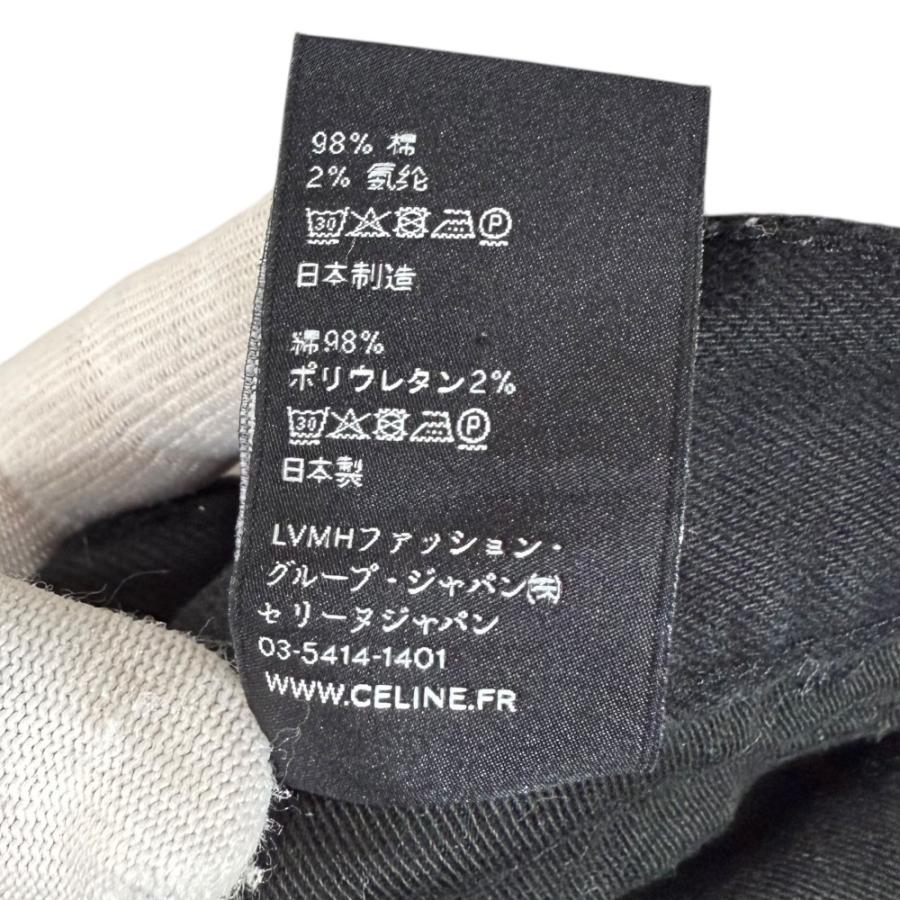 98% 棉
2% 氨纶
30 P
日本制造
綿98%
ポリウレタン2%
30 P
日本製
LVMHファッション・
グループ・ジャパン㈱
セリーヌジャパン
03-5414-1401
WWW.CELINE.FR